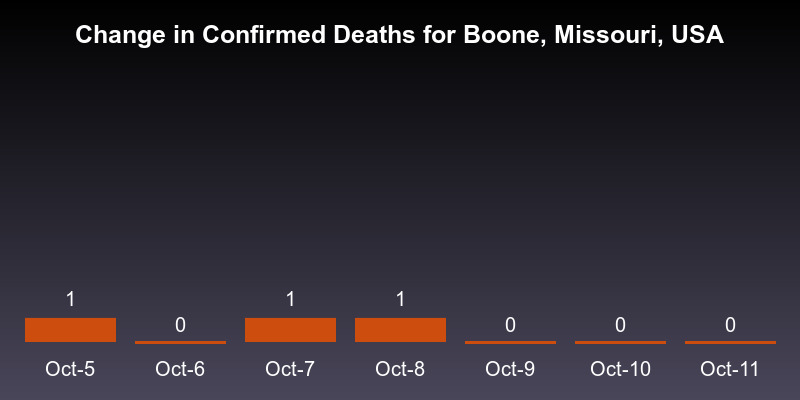 Change in Confirmed Deaths for Boone, Missouri, USA
1 0 1 1 0 0 0
Oct-5 Oct-6 Oct-7 Oct-8 Oct-9 Oct-10 Oct-11